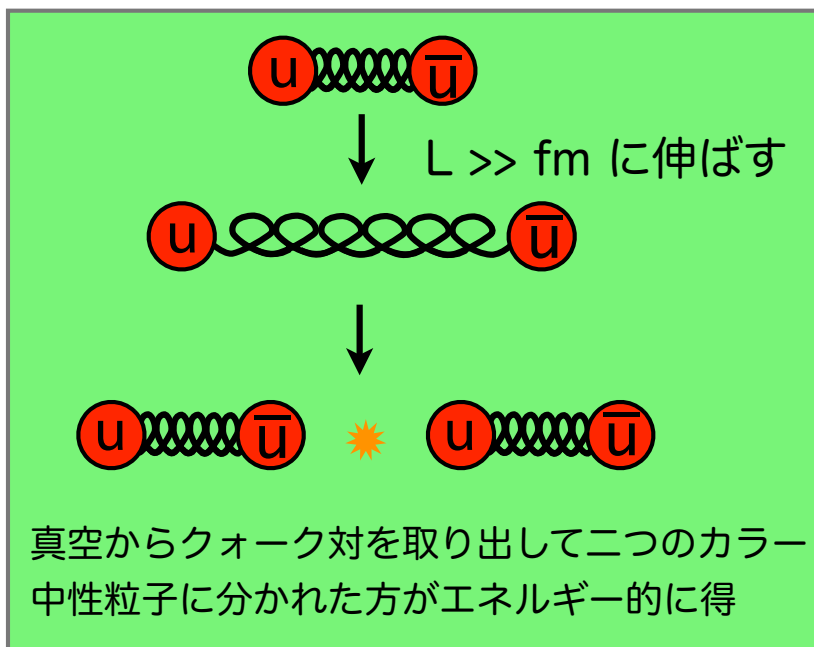 u u̅
L >> fm に伸ばす
u u̅
u u̅ u u̅
真空からクォーク対を取り出して二つのカラー
中性粒子に分かれた方がエネルギー的に得